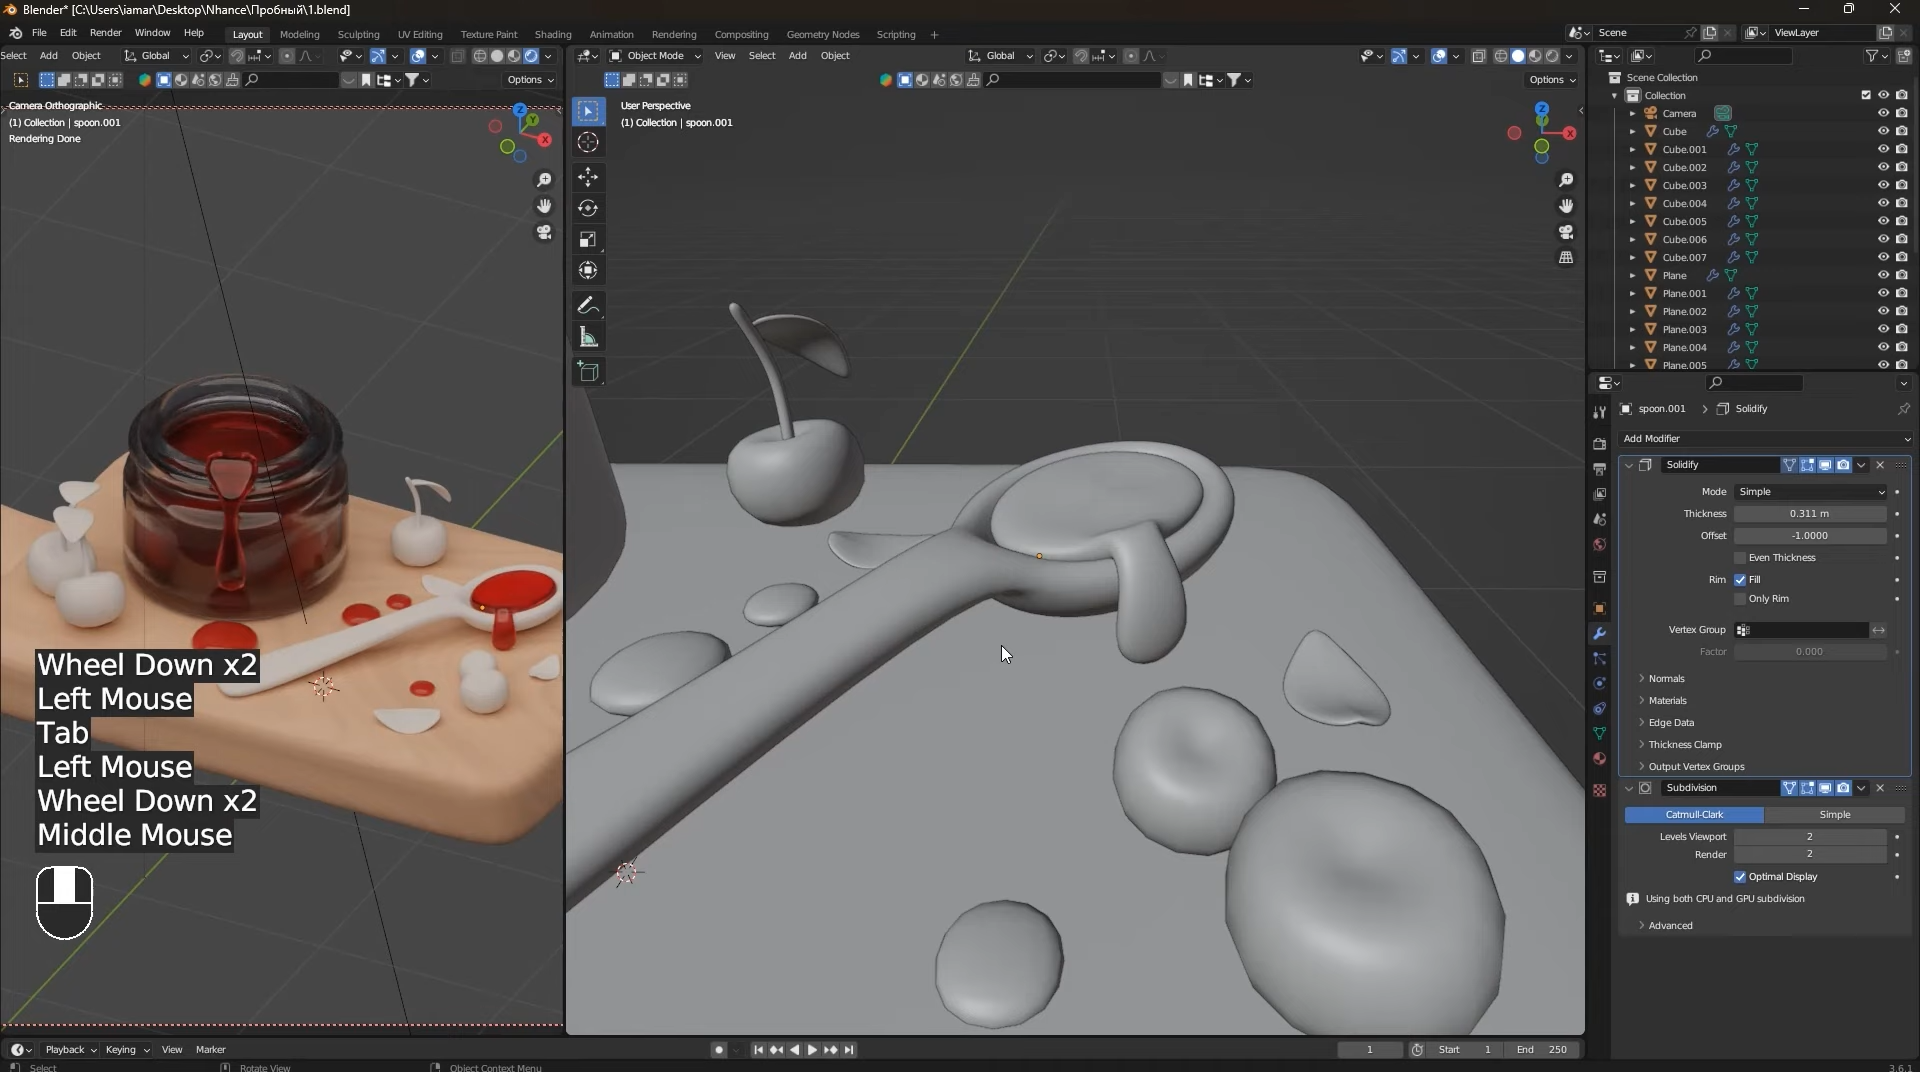 Blender* [C:\Users\iamar\Desktop\Nhance\Пробный\1.blend]
File Edit Render Window Help Layout Modeling Sculpting UV Editing Texture Paint Shading Animation Rendering Compositing Geometry Nodes Scripting + Scene ViewLayer
Select Add Object Global Object Mode View Select Add Object Global
Options Options
Camera Orthographic
(1) Collection | spoon.001
Rendering Done
User Perspective
(1) Collection | spoon.001
Z Y X
Z X
Scene Collection
Collection
Camera
Cube
Cube.001
Cube.002
Cube.003
Cube.004
Cube.005
Cube.006
Cube.007
Plane
Plane.001
Plane.002
Plane.003
Plane.004
Plane.005
spoon.001 > Solidify
Add Modifier
Solidify
Mode Simple
Thickness 0.311 m
Offset -1.0000
Even Thickness
Rim Fill
Only Rim
Vertex Group
Factor 0.000
Normals
Materials
Edge Data
Thickness Clamp
Output Vertex Groups
Subdivision
Catmull-Clark Simple
Levels Viewport 2
Render 2
Optimal Display
Using both CPU and GPU subdivision
Advanced
Wheel Down x2
Left Mouse
Tab
Left Mouse
Wheel Down x2
Middle Mouse
Playback Keying View Marker 1 Start 1 End 250
Select Rotate View Object Context Menu 3.6.1